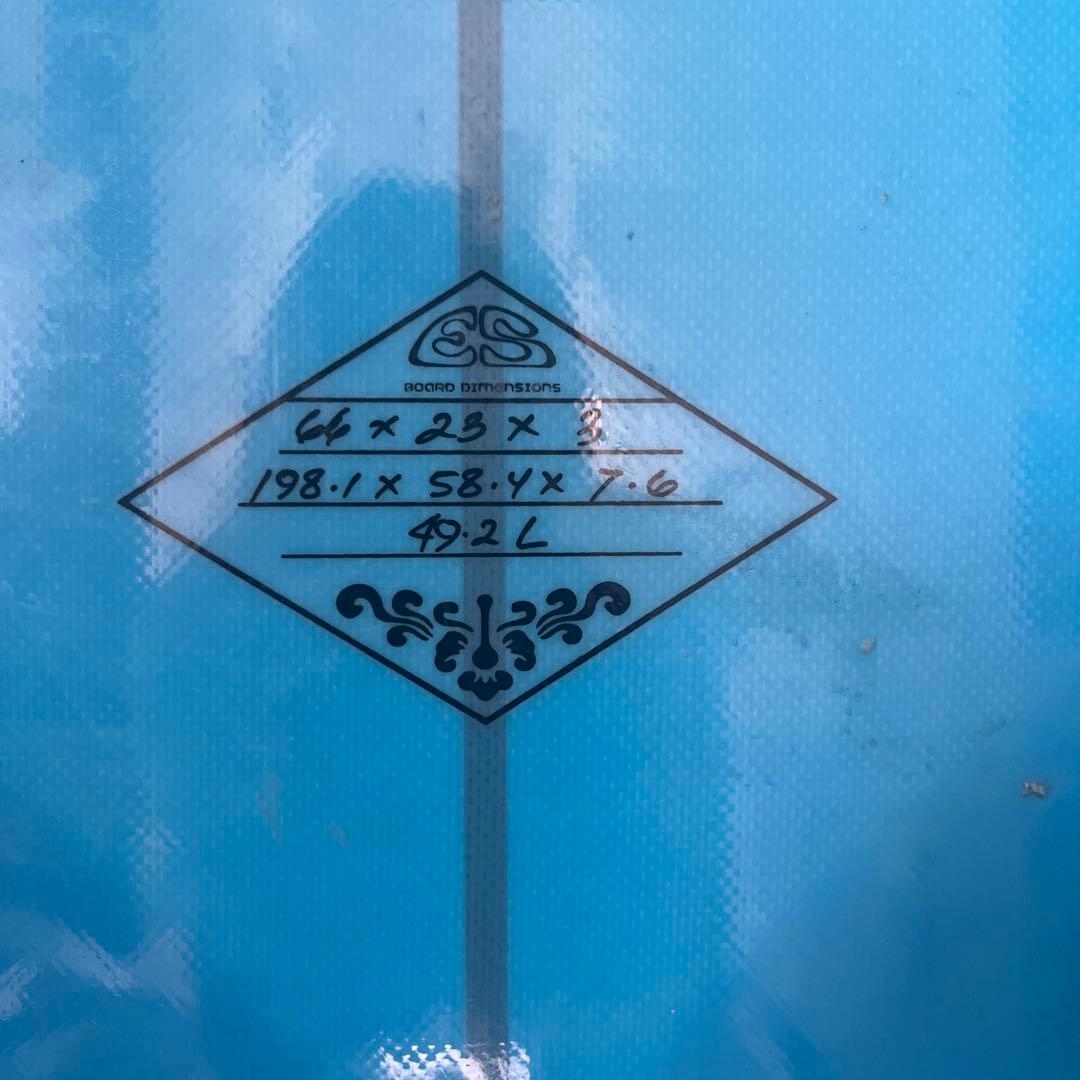 ES
BOARD DIMENSIONS
66 x 23 x 3
198.1 x 58.4 x 7.6
49.2 L